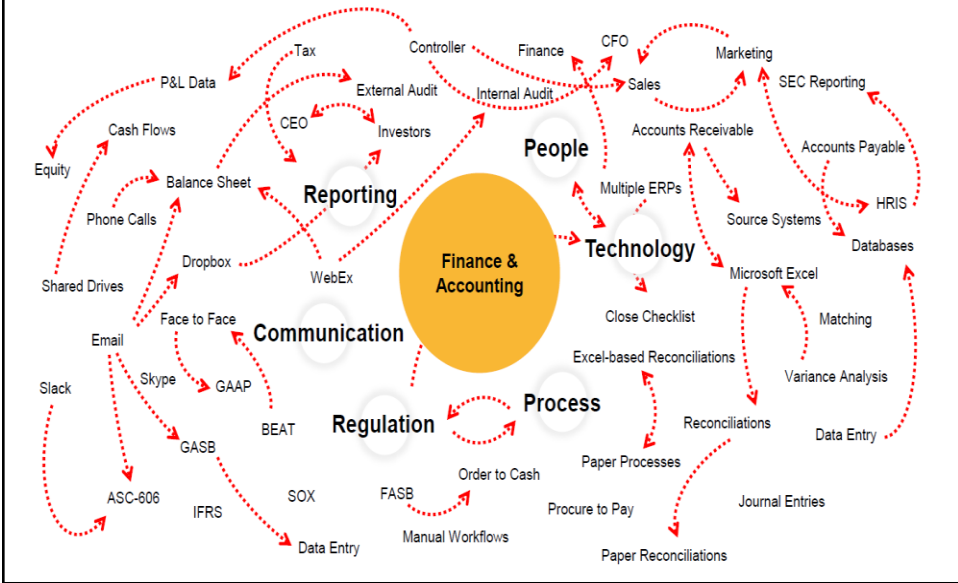 Tax
Controller
Finance
CFO
Marketing
P&L Data
External Audit
Internal Audit
Sales
SEC Reporting
Cash Flows
CEO
Investors
Accounts Receivable
Accounts Payable
Equity
Balance Sheet
Reporting
People
Multiple ERPs
HRIS
Phone Calls
Source Systems
Databases
Dropbox
WebEx
Finance &
Accounting
Technology
Microsoft Excel
Shared Drives
Face to Face
Communication
Close Checklist
Matching
Email
Excel-based Reconciliations
Slack
Skype
GAAP
Variance Analysis
BEAT
Regulation
Process
Reconciliations
Data Entry
GASB
Order to Cash
Paper Processes
ASC-606
IFRS
SOX
FASB
Procure to Pay
Journal Entries
Data Entry
Manual Workflows
Paper Reconciliations